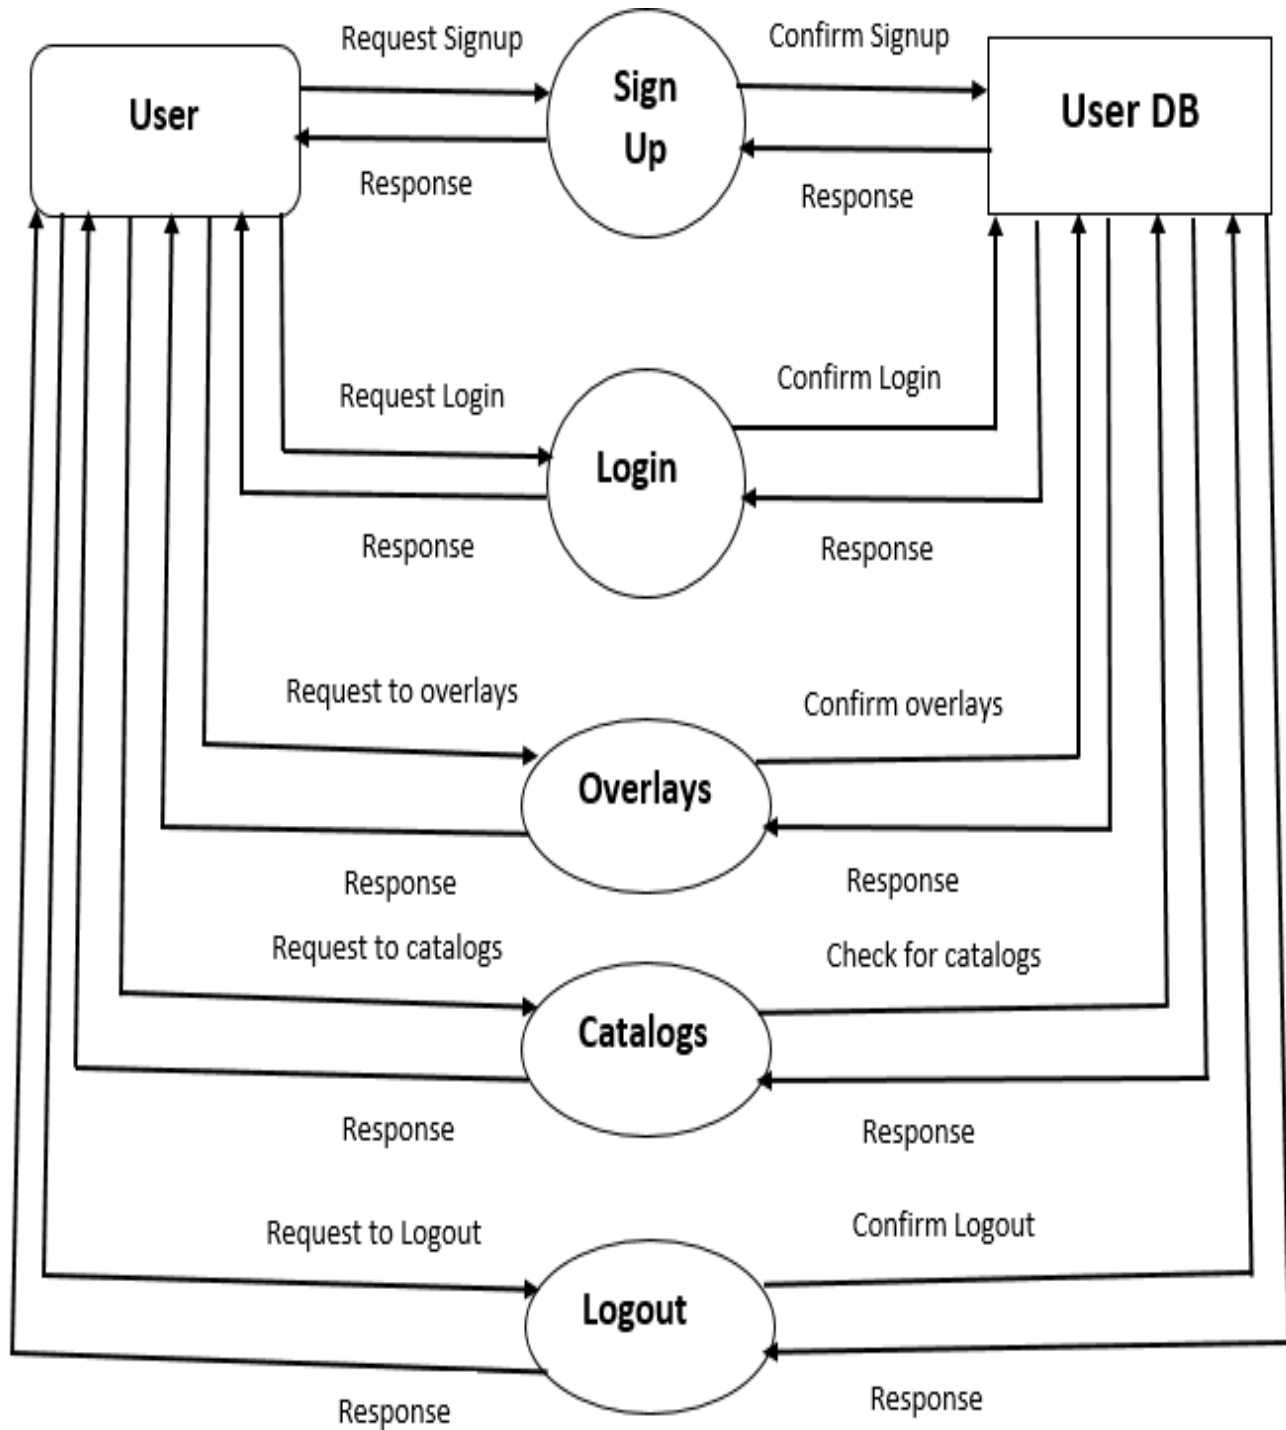 Request Signup
Confirm Signup
User
Sign
Up
User DB
Response
Response
Request Login
Confirm Login
Login
Response
Response
Request to overlays
Confirm overlays
Overlays
Response
Response
Request to catalogs
Check for catalogs
Catalogs
Response
Response
Request to Logout
Confirm Logout
Logout
Response
Response